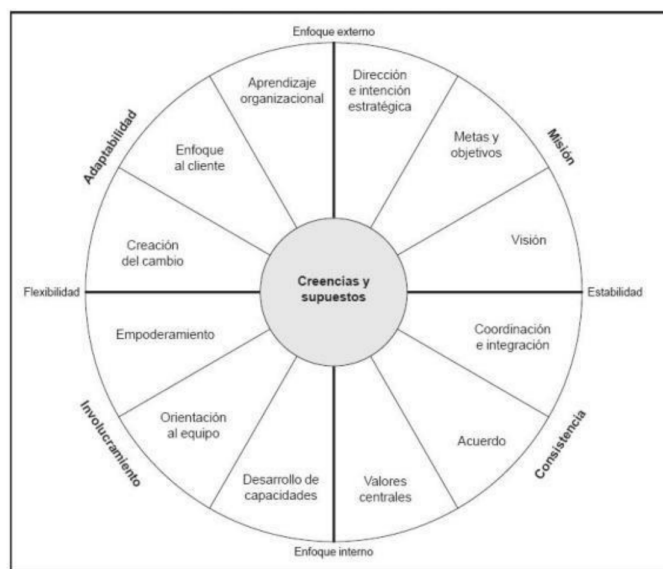 Enfoque externo
Aprendizaje
organizacional
Dirección
e intención
estratégica
Adaptabilidad
Misión
Enfoque
al cliente
Metas y
objetivos
Creación
del cambio
Visión
Creencias y
supuestos
Flexibilidad
Estabilidad
Empoderamiento
Coordinación
e integración
Orientación
al equipo
Acuerdo
Involucramiento
Consistencia
Desarrollo de
capacidades
Valores
centrales
Enfoque interno